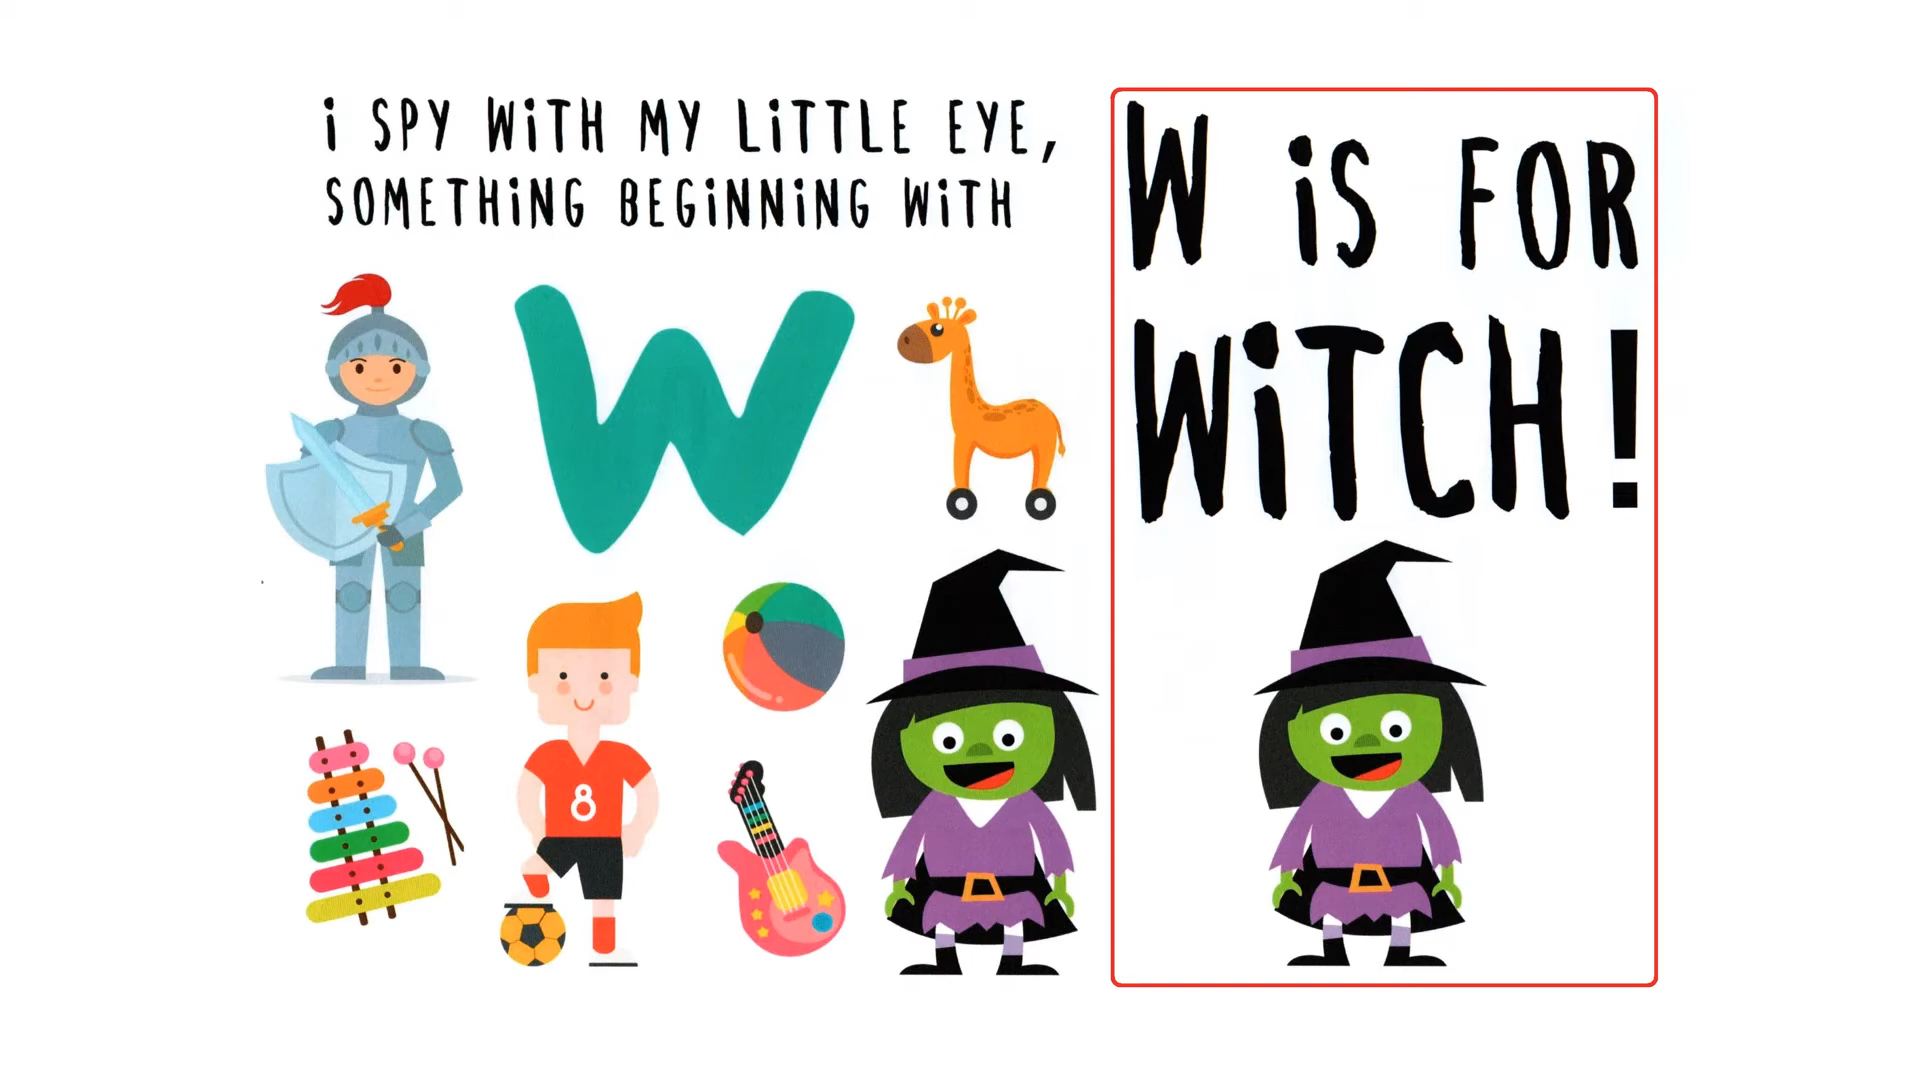 i SPY WiTH MY LiTTLE EYE,
SOMETHiNG BEGiNNiNG WiTH
W
8
W iS FOR
WiTCH!